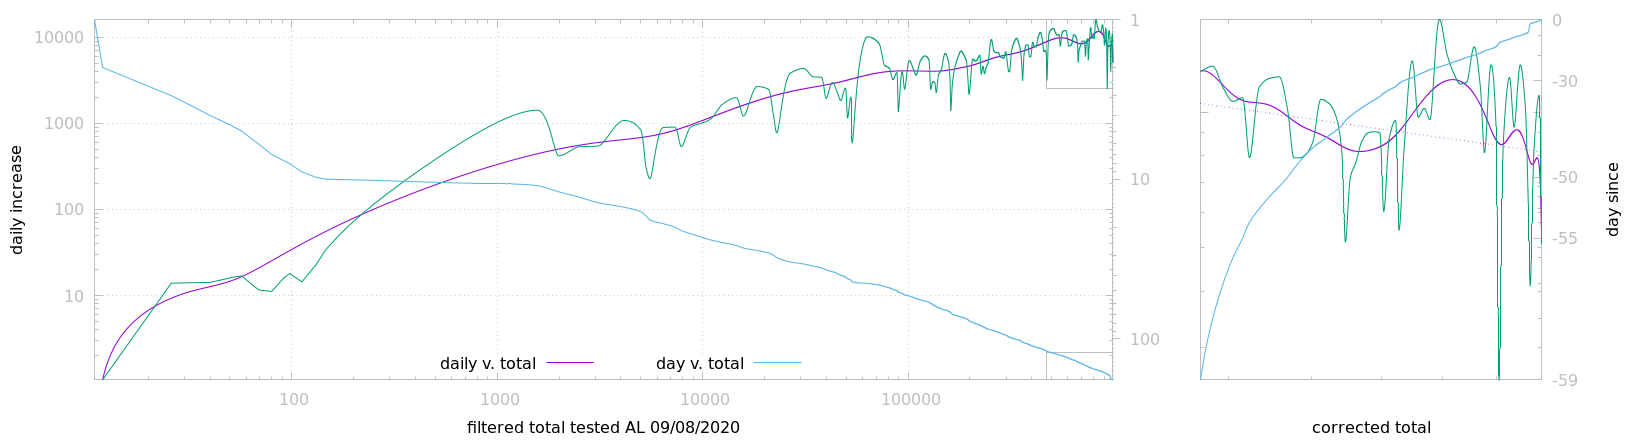 10000
1000
100
10
daily increase
100
1000
10000
100000
filtered total tested AL 09/08/2020
daily v. total
day v. total
1
10
100
0
-30
-50
-55
-59
day since
corrected total